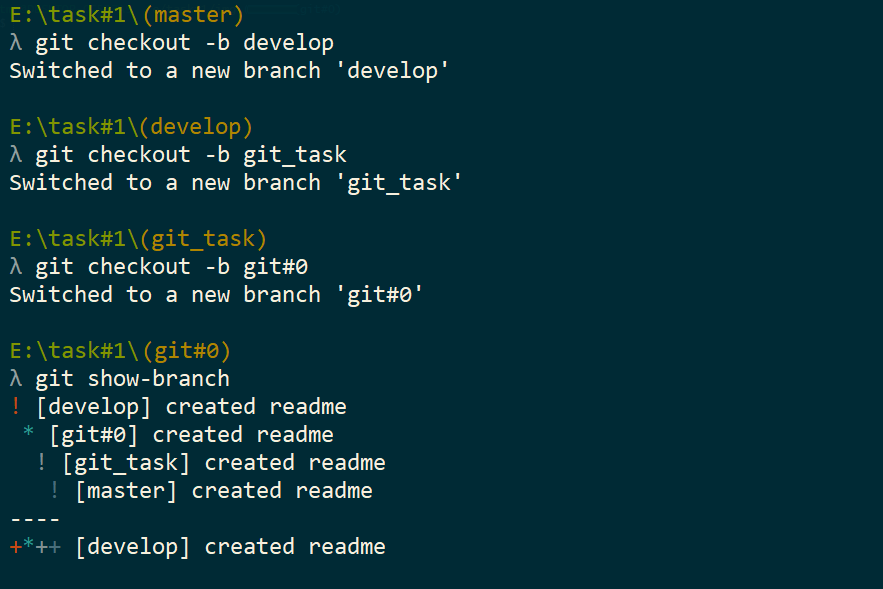 E:\task#1\(master)
λ git checkout -b develop
Switched to a new branch 'develop'
E:\task#1\(develop)
λ git checkout -b git_task
Switched to a new branch 'git_task'
E:\task#1\(git_task)
λ git checkout -b git#0
Switched to a new branch 'git#0'
E:\task#1\(git#0)
λ git show-branch
! [develop] created readme
 * [git#0] created readme
  ! [git_task] created readme
   ! [master] created readme
----
+*++ [develop] created readme